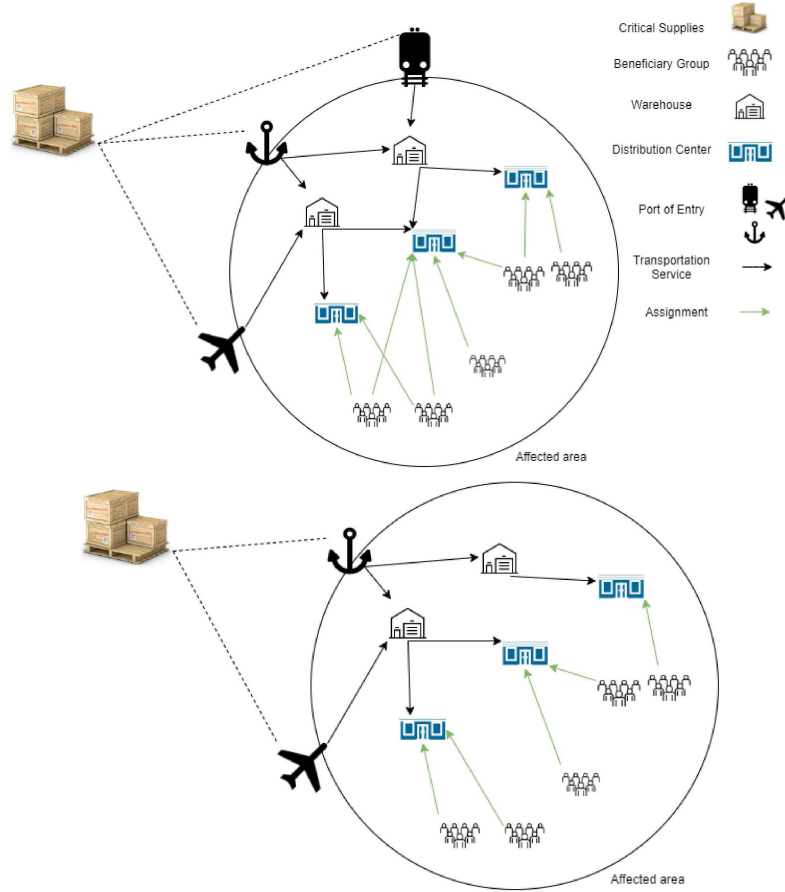 Critical Supplies
Beneficiary Group
Warehouse
Distribution Center
Port of Entry
Transportation
Service
Assignment
Affected area
Affected area